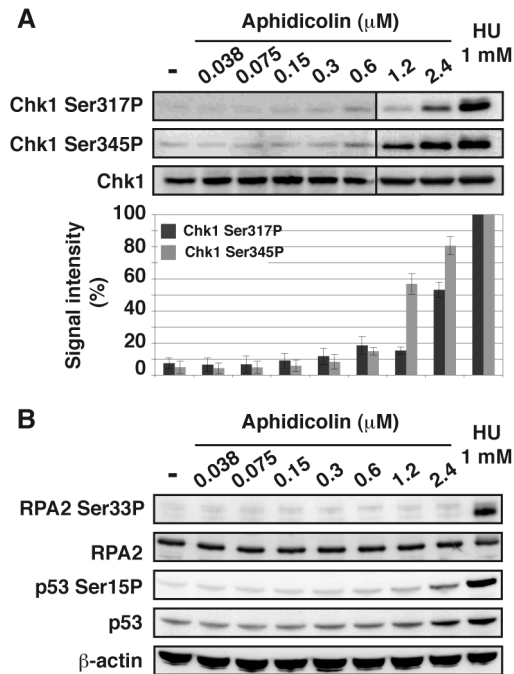 A
Aphidicolin (μM)
HU
1 mM
- 0.038 0.075 0.15 0.3 0.6 1.2 2.4
Chk1 Ser317P
Chk1 Ser345P
Chk1
Signal intensity
(%)
100
80
60
40
20
0
Chk1 Ser317P
Chk1 Ser345P
B
Aphidicolin (μM)
HU
1 mM
- 0.038 0.075 0.15 0.3 0.6 1.2 2.4
RPA2 Ser33P
RPA2
p53 Ser15P
p53
β-actin